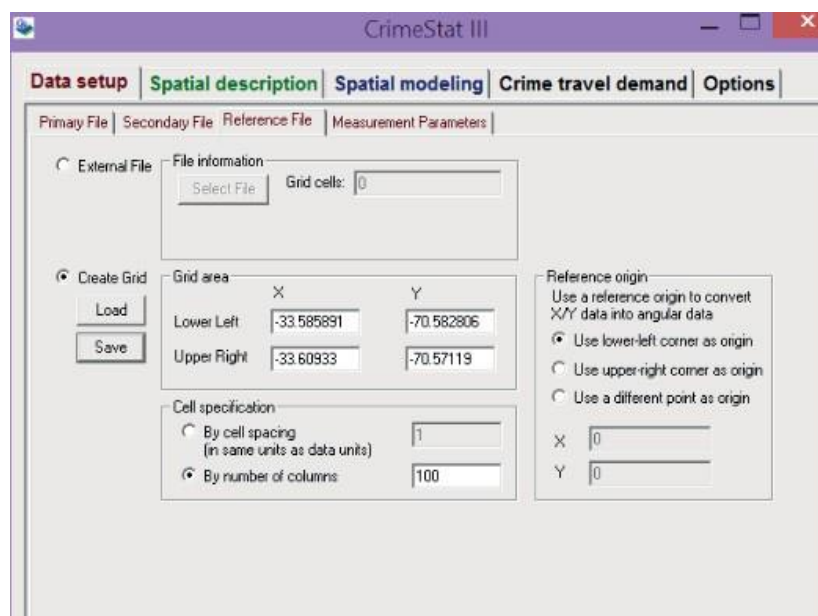 CrimeStat III
Data setup Spatial description Spatial modeling Crime travel demand Options
Primary File Secondary File Reference File Measurement Parameters
External File
File information
Select File Grid cells: 0
Create Grid
Load
Save
Grid area
X Y
Lower Left -33.585891 -70.582806
Upper Right -33.60933 -70.57119
Cell specification
By cell spacing
(in same units as data units) 1
By number of columns 100
Reference origin
Use a reference origin to convert
X/Y data into angular data
Use lower-left corner as origin
Use upper-right corner as origin
Use a different point as origin
X 0
Y 0